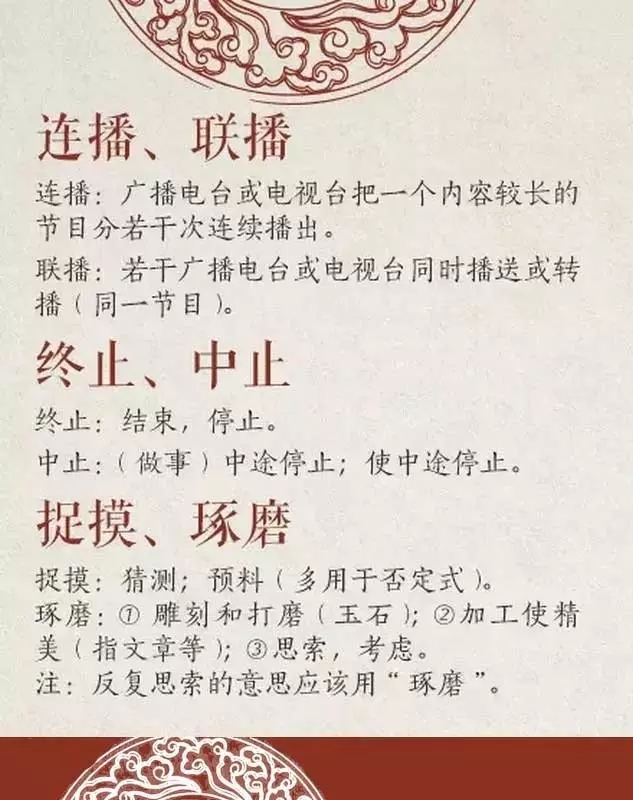 连播、联播
连播：广播电台或电视台把一个内容较长的
节目分若干次连续播出。
联播：若干广播电台或电视台同时播送或转
播（同一节目）。
终止、中止
终止：结束，停止。
中止：（做事）中途停止；使中途停止。
捉摸、琢磨
捉摸：猜测；预料（多用于否定式）。
琢磨：① 雕刻和打磨（玉石）；②加工使精
美（指文章等）；③思索，考虑。
注：反复思索的意思应该用“琢磨”。